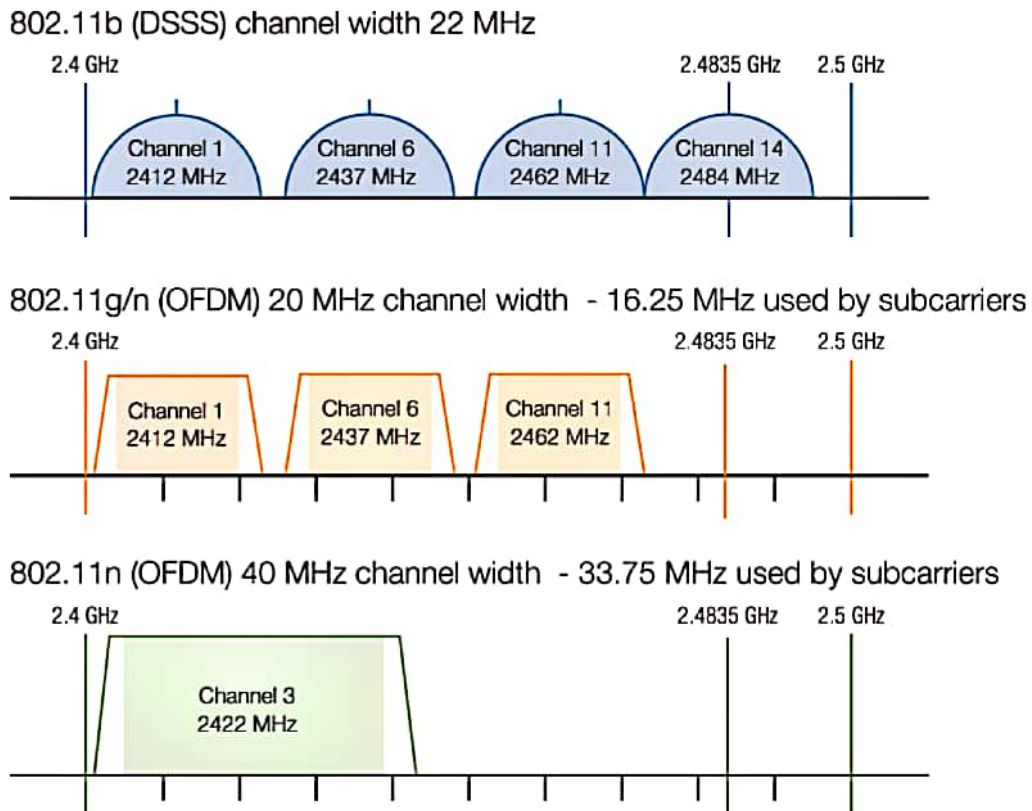 802.11b (DSSS) channel width 22 MHz
2.4 GHz 2.4835 GHz 2.5 GHz
Channel 1 Channel 6 Channel 11 Channel 14
2412 MHz 2437 MHz 2462 MHz 2484 MHz
802.11g/n (OFDM) 20 MHz channel width - 16.25 MHz used by subcarriers
2.4 GHz 2.4835 GHz 2.5 GHz
Channel 1 Channel 6 Channel 11
2412 MHz 2437 MHz 2462 MHz
802.11n (OFDM) 40 MHz channel width - 33.75 MHz used by subcarriers
2.4 GHz 2.4835 GHz 2.5 GHz
Channel 3
2422 MHz